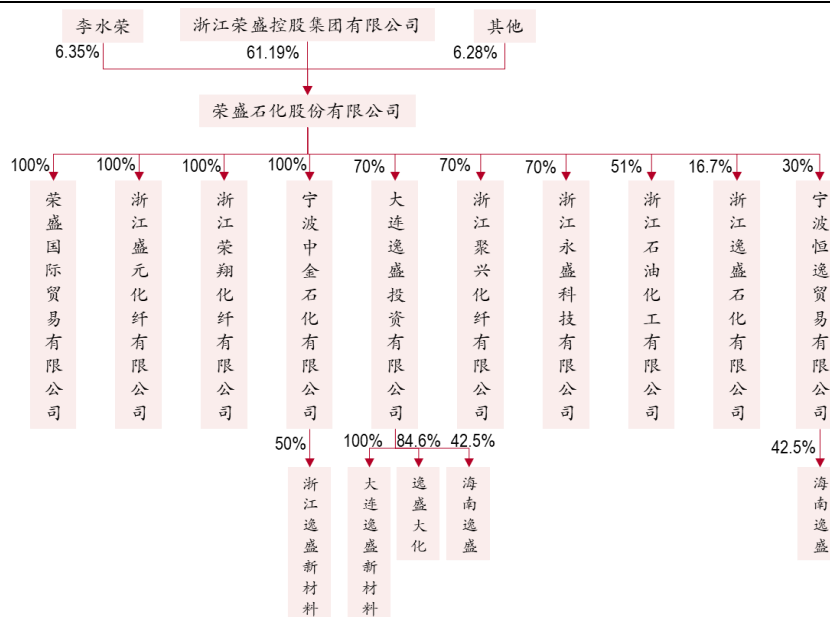 李水荣
浙江荣盛控股集团有限公司
其他
6.35%
61.19%
6.28%
荣盛石化股份有限公司
100%
100%
100%
100%
70%
70%
70%
51%
16.7%
30%
荣盛国际贸易有限公司
浙江盛元化纤有限公司
浙江荣翔化纤有限公司
宁波中金石化有限公司
大连逸盛投资有限公司
浙江聚兴化纤有限公司
浙江永盛科技有限公司
浙江石油化工有限公司
浙江逸盛石化有限公司
宁波恒逸贸易有限公司
50%
100%
84.6%
42.5%
42.5%
浙江逸盛新材料
大连逸盛新材料
逸盛大化
海南逸盛
海南逸盛